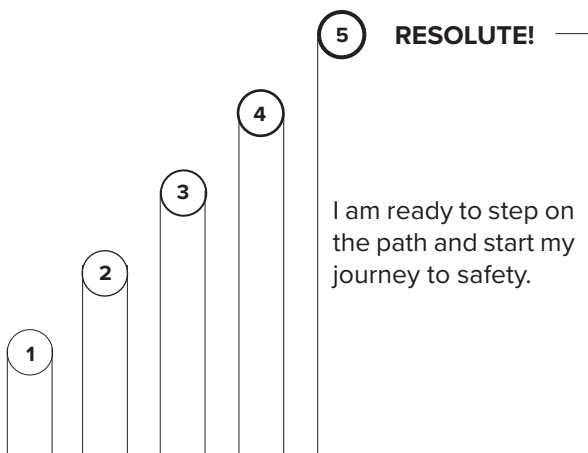 5 RESOLUTE!
4
3
I am ready to step on
the path and start my
journey to safety.
2
1